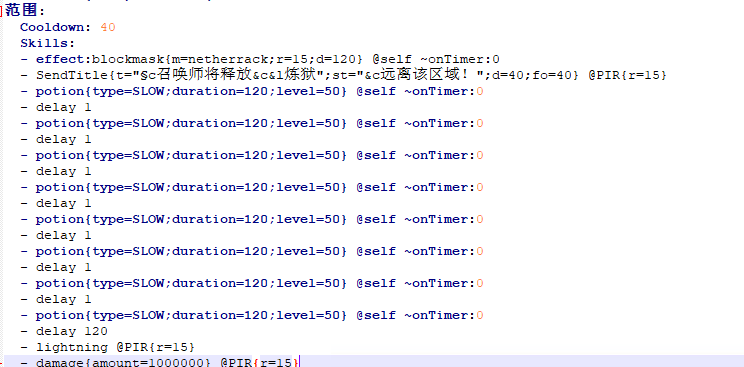 范围:
Cooldown: 40
Skills:
- effect:blockmask{m=netherrack;r=15;d=120} @self ~onTimer:0
- SendTitle{t="§c召唤师将释放&c&l炼狱";st="&c远离该区域！";d=40;fo=40} @PIR{r=15}
- potion{type=SLOW;duration=120;level=50} @self ~onTimer:0
- delay 1
- potion{type=SLOW;duration=120;level=50} @self ~onTimer:0
- delay 1
- potion{type=SLOW;duration=120;level=50} @self ~onTimer:0
- delay 1
- potion{type=SLOW;duration=120;level=50} @self ~onTimer:0
- delay 1
- potion{type=SLOW;duration=120;level=50} @self ~onTimer:0
- delay 1
- potion{type=SLOW;duration=120;level=50} @self ~onTimer:0
- delay 1
- potion{type=SLOW;duration=120;level=50} @self ~onTimer:0
- delay 1
- potion{type=SLOW;duration=120;level=50} @self ~onTimer:0
- delay 120
- lightning @PIR{r=15}
- damage{amount=1000000} @PIR{r=15}